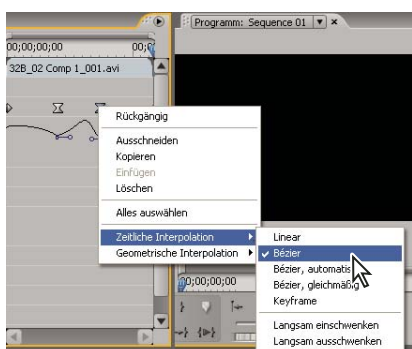 Programm: Sequence 01
00;00;00;00
00;0
32B_02 Comp 1_001.avi
Rückgängig
Ausschneiden
Kopieren
Einfügen
Löschen
Alles auswählen
Zeitliche Interpolation
Geometrische Interpolation
Linear
Bézier
Bézier, automatis
Bézier, gleichmäßig
Keyframe
Langsam einschwenken
Langsam ausschwenken
00;00;00;00